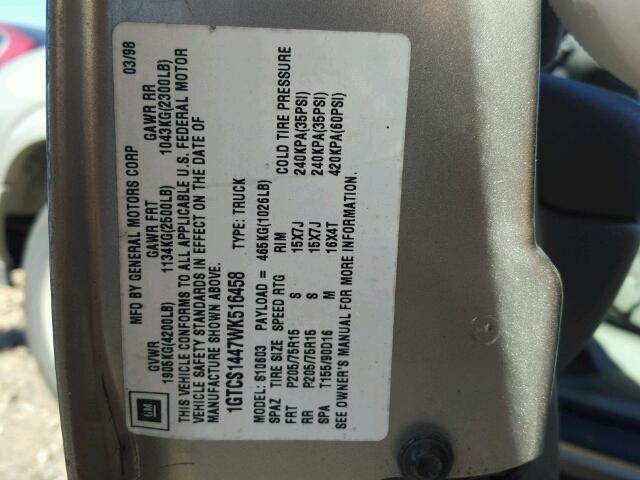 GM
MFD BY GENERAL MOTORS CORP 03/98
GVWR GAWR FRT GAWR RR
1905KG(4200LB) 1134KG(2500LB) 1043KG(2300LB)
THIS VEHICLE CONFORMS TO ALL APPLICABLE U.S. FEDERAL MOTOR
VEHICLE SAFETY STANDARDS IN EFFECT ON THE DATE OF
MANUFACTURE SHOWN ABOVE.
1GTCS1447WK516458 TYPE: TRUCK
MODEL: S10603 PAYLOAD = 465KG(1026LB)
SPAZ TIRE SIZE SPEED RTG RIM COLD TIRE PRESSURE
FRT P205/75R15 S 15X7J 240KPA(35PSI)
RR P205/75R15 S 15X7J 240KPA(35PSI)
SPA T155/90D16 M 16X4T 420KPA(60PSI)
SEE OWNER'S MANUAL FOR MORE INFORMATION.